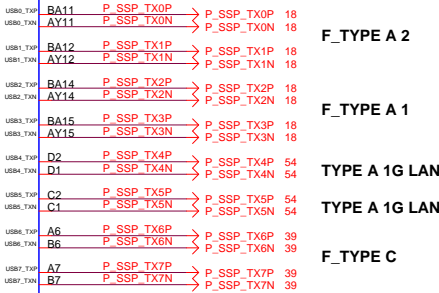 USB0_TXP BA11 P_SSP_TX0P P_SSP_TX0P 18
USB0_TXN AY11 P_SSP_TX0N P_SSP_TX0N 18
F_TYPE A 2
USB1_TXP BA12 P_SSP_TX1P P_SSP_TX1P 18
USB1_TXN AY12 P_SSP_TX1N P_SSP_TX1N 18
USB2_TXP BA14 P_SSP_TX2P P_SSP_TX2P 18
USB2_TXN AY14 P_SSP_TX2N P_SSP_TX2N 18
F_TYPE A 1
USB3_TXP BA15 P_SSP_TX3P P_SSP_TX3P 18
USB3_TXN AY15 P_SSP_TX3N P_SSP_TX3N 18
USB4_TXP D2 P_SSP_TX4P P_SSP_TX4P 54
USB4_TXN D1 P_SSP_TX4N P_SSP_TX4N 54
TYPE A 1G LAN
USB5_TXP C2 P_SSP_TX5P P_SSP_TX5P 54
USB5_TXN C1 P_SSP_TX5N P_SSP_TX5N 54
TYPE A 1G LAN
USB6_TXP A6 P_SSP_TX6P P_SSP_TX6P 39
USB6_TXN B6 P_SSP_TX6N P_SSP_TX6N 39
F_TYPE C
USB7_TXP A7 P_SSP_TX7P P_SSP_TX7P 39
USB7_TXN B7 P_SSP_TX7N P_SSP_TX7N 39